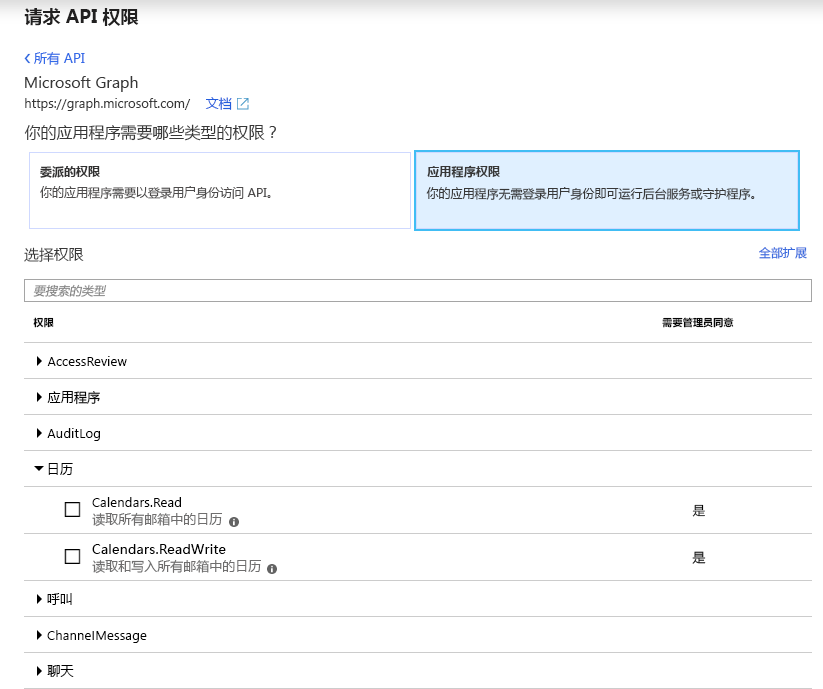 请求 API 权限
所有 API
Microsoft Graph
https://graph.microsoft.com/ 文档
你的应用程序需要哪些类型的权限？
委派的权限
你的应用程序需要以登录用户身份访问 API。
应用程序权限
你的应用程序无需登录用户身份即可运行后台服务或守护程序。
选择权限 全部扩展
要搜索的类型
权限 需要管理员同意
AccessReview
应用程序
AuditLog
日历
Calendars.Read
读取所有邮箱中的日历 是
Calendars.ReadWrite
读取和写入所有邮箱中的日历 是
呼叫
ChannelMessage
聊天